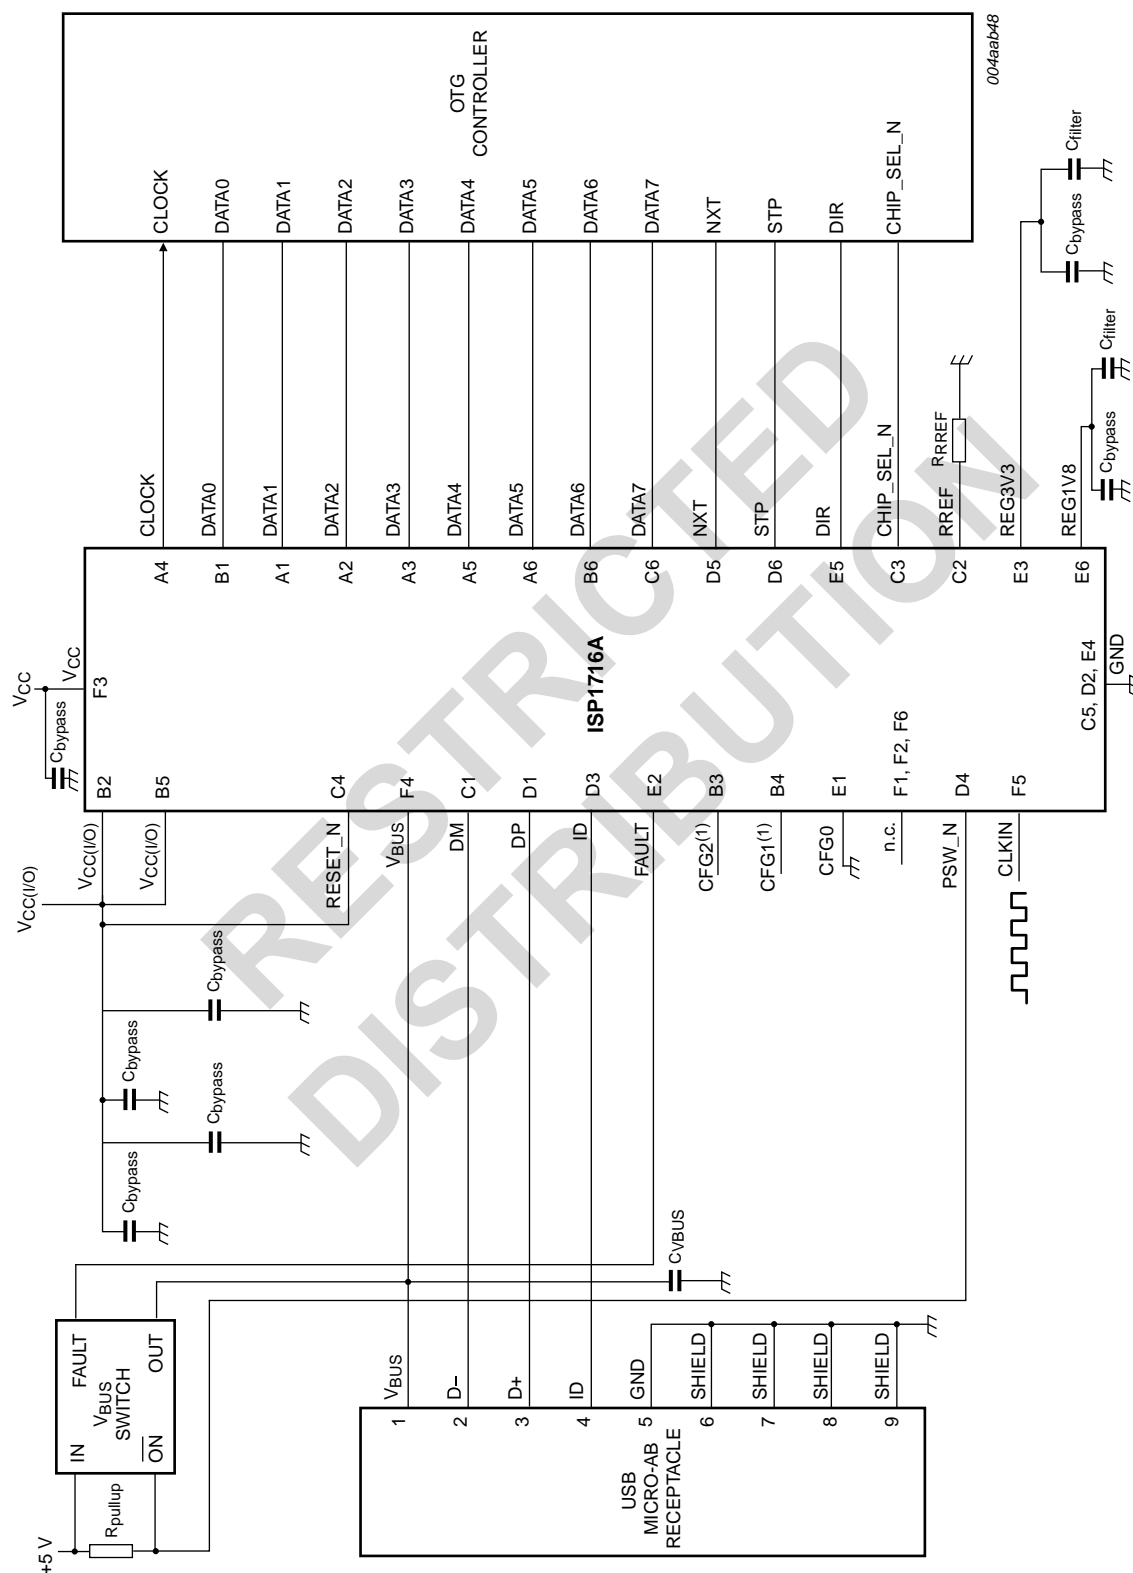 OTG
CONTROLLER
CLOCK
DATA0
DATA1
DATA2
DATA3
DATA4
DATA5
DATA6
DATA7
NXT
STP
DIR
CHIP_SEL_N
004aab48
CLOCK
DATA0
DATA1
DATA2
DATA3
DATA4
DATA5
DATA6
DATA7
NXT
STP
DIR
CHIP_SEL_N
RREF
RRREF
REG3V3
Cbypass
Cfilter
REG1V8
Cbypass
Cfilter
A4
B1
A1
A2
A3
A5
A6
B6
C6
D5
D6
E5
C3
C2
E3
E6
VCC
VCC
F3
Cbypass
ISP1716A
C5, D2, E4
GND
B2
B5
C4
F4
C1
D1
D3
E2
B3
B4
E1
F1, F2, F6
D4
F5
VCC(I/O)
VCC(I/O)
VCC(I/O)
RESET_N
VBUS
DM
DP
ID
FAULT
CFG2(1)
CFG1(1)
CFG0
n.c.
PSW_N
CLKIN
Cbypass
Cbypass
Cbypass
Cbypass
CVBUS
FAULT
OUT
VBUS
SWITCH
IN
ON
+5 V
Rpullup
VBUS
D−
D+
ID
GND
SHIELD
SHIELD
SHIELD
SHIELD
1
2
3
4
5
6
7
8
9
USB
MICRO-AB
RECEPTACLE
RESTRICTED
DISTRIBUTION